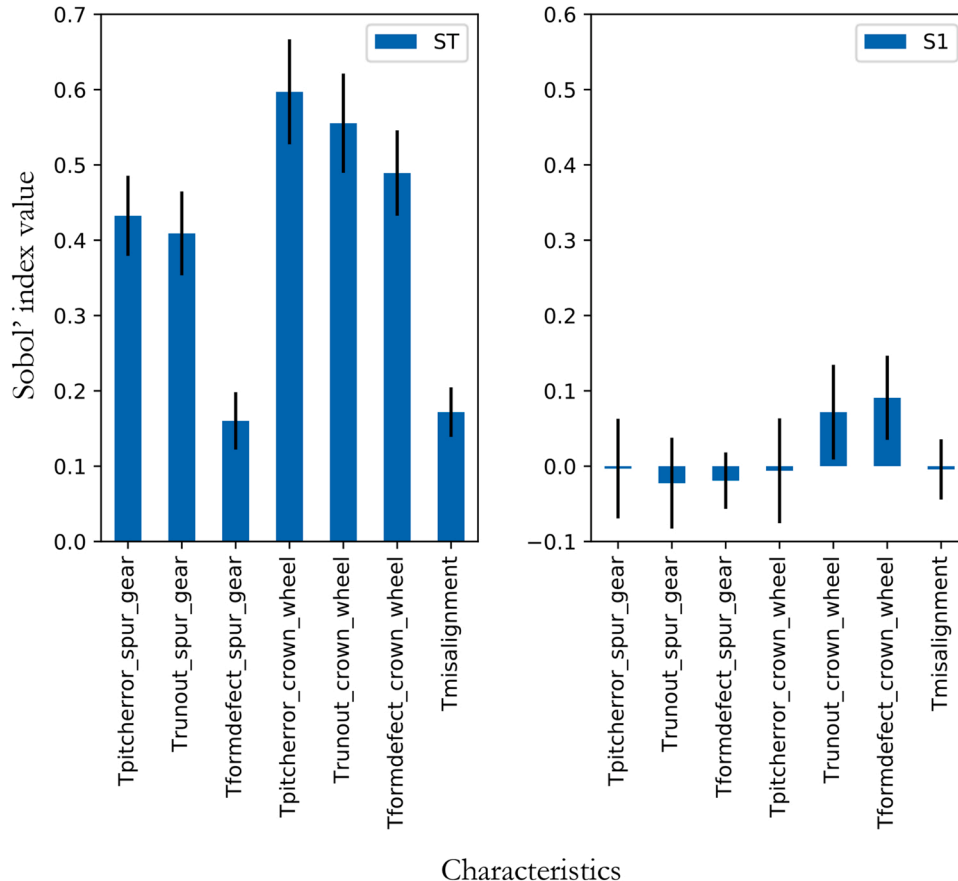 Sobol’ index value
0.7
0.6
0.5
0.4
0.3
0.2
0.1
0.0
ST
Tpitcherror_spur_gear
Trunout_spur_gear
Tformdefect_spur_gear
Tpitcherror_crown_wheel
Trunout_crown_wheel
Tformdefect_crown_wheel
Tmisalignment
0.6
0.5
0.4
0.3
0.2
0.1
0.0
−0.1
S1
Tpitcherror_spur_gear
Trunout_spur_gear
Tformdefect_spur_gear
Tpitcherror_crown_wheel
Trunout_crown_wheel
Tformdefect_crown_wheel
Tmisalignment
Characteristics